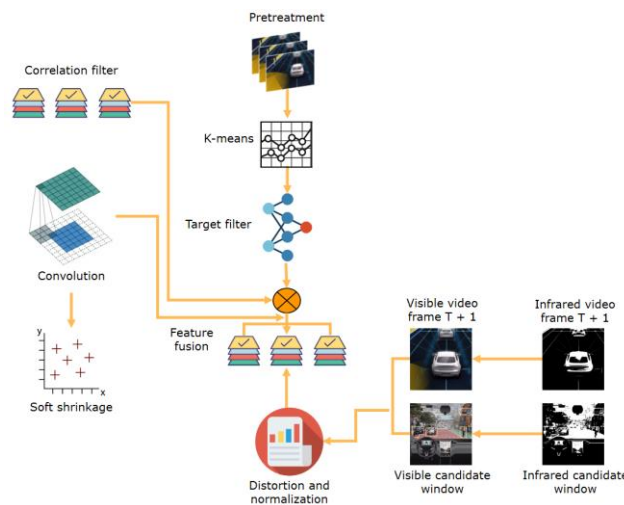 Pretreatment
Correlation filter
K-means
Target filter
Convolution
Visible video
frame T + 1
Infrared video
frame T + 1
Feature
fusion
y
x
Soft shrinkage
Distortion and
normalization
Visible candidate
window
Infrared candidate
window